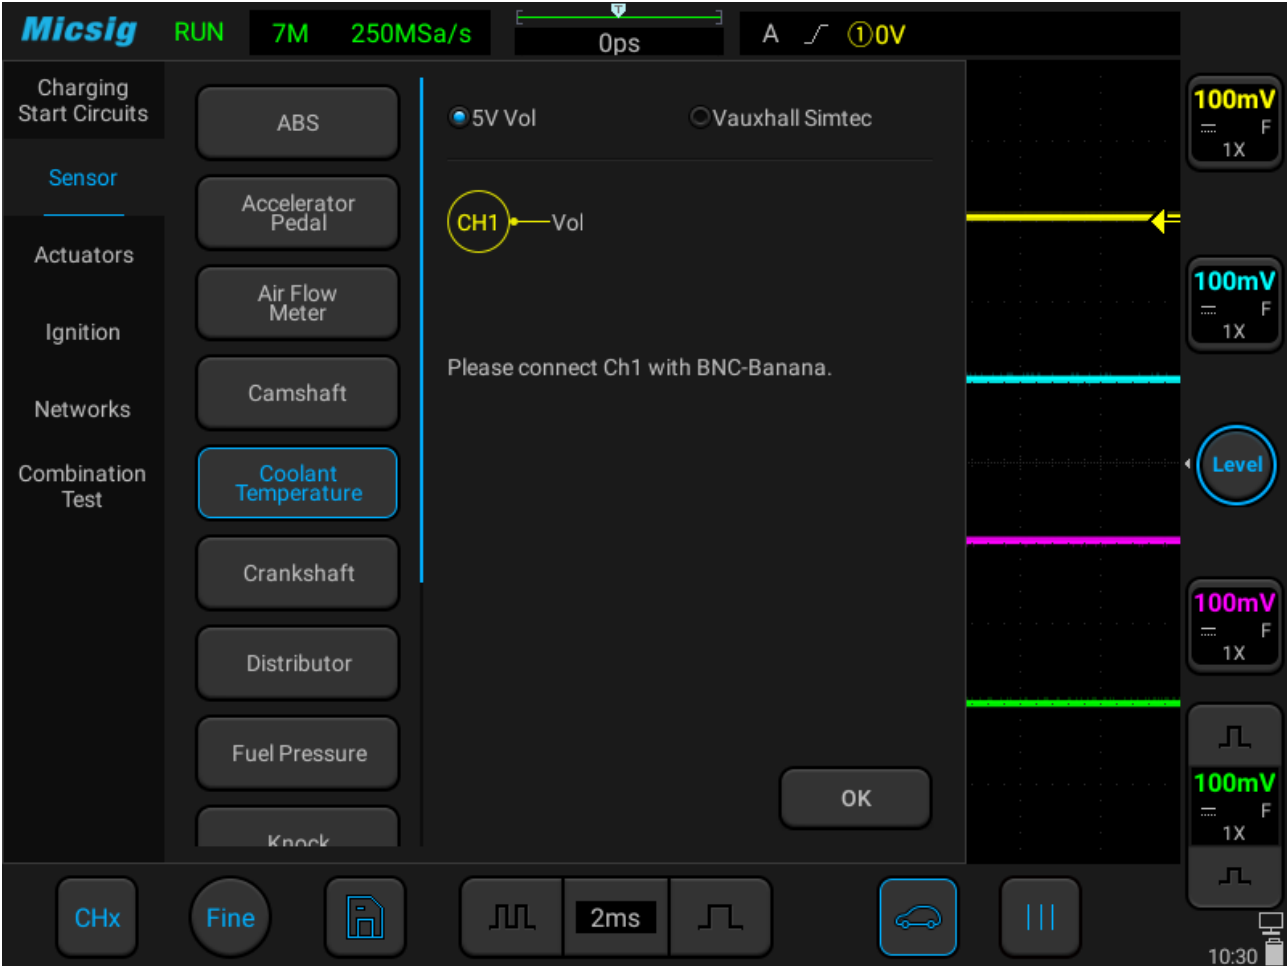 Micsig RUN 7M 250MSa/s T 0ps A ①0V
Charging
Start Circuits
Sensor
Actuators
Ignition
Networks
Combination
Test
ABS
Accelerator
Pedal
Air Flow
Meter
Camshaft
Coolant
Temperature
Crankshaft
Distributor
Fuel Pressure
Knock
5V Vol Vauxhall Simtec
CH1 Vol
Please connect Ch1 with BNC-Banana.
OK
100mV
F
1X
100mV
F
1X
Level
100mV
F
1X
100mV
F
1X
CHx Fine 2ms
10:30